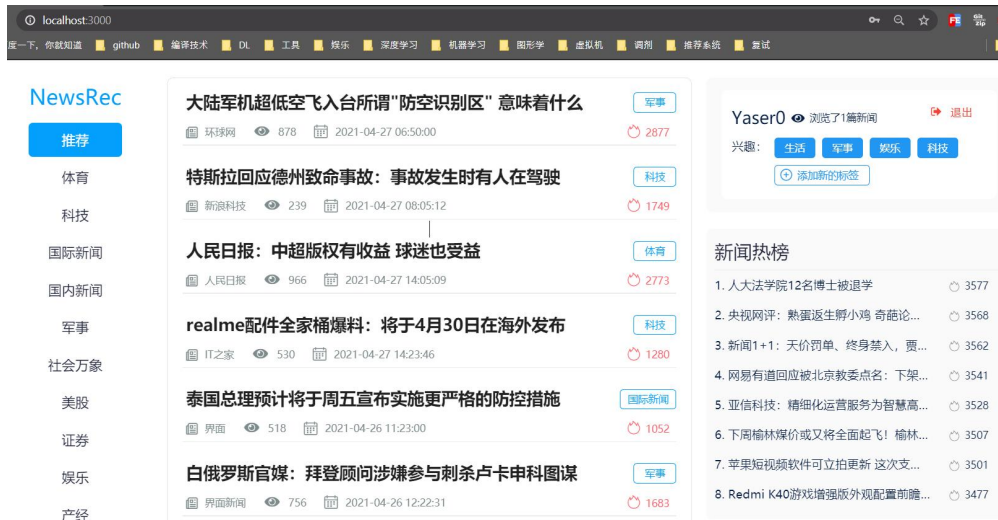 localhost:3000
度一下，你就知道 github 编译技术 DL 工具 娱乐 深度学习 机器学习 图形学 虚拟机 调剂 推荐系统 复试
NewsRec
推荐
体育
科技
国际新闻
国内新闻
军事
社会万象
美股
证券
娱乐
产经
大陆军机超低空飞入台所谓"防空识别区" 意味着什么 军事
环球网 878 2021-04-27 06:50:00 2877
特斯拉回应德州致命事故：事故发生时有人在驾驶 科技
新浪科技 239 2021-04-27 08:05:12 1749
人民日报：中超版权有收益 球迷也受益 体育
人民日报 966 2021-04-27 14:05:09 2773
realme配件全家桶爆料：将于4月30日在海外发布 科技
IT之家 530 2021-04-27 14:23:46 1280
泰国总理预计将于周五宣布实施更严格的防控措施 国际新闻
界面 518 2021-04-26 11:23:00 1052
白俄罗斯官媒：拜登顾问涉嫌参与刺杀卢卡申科图谋 军事
界面新闻 756 2021-04-26 12:22:31 1683
Yaser0 浏览了1篇新闻 退出
兴趣： 生活 军事 娱乐 科技
添加新的标签
新闻热榜
1. 人大法学院12名博士被退学 3577
2. 央视网评：熟蛋返生孵小鸡 奇葩论... 3568
3. 新闻1+1：天价罚单、终身禁入，贾... 3562
4. 网易有道回应被北京教委点名：下架... 3541
5. 亚信科技：精细化运营服务为智慧高... 3528
6. 下周榆林煤价或又将全面起飞！榆林... 3507
7. 苹果短视频软件可立拍更新 这次支... 3501
8. Redmi K40游戏增强版外观配置前瞻... 3477